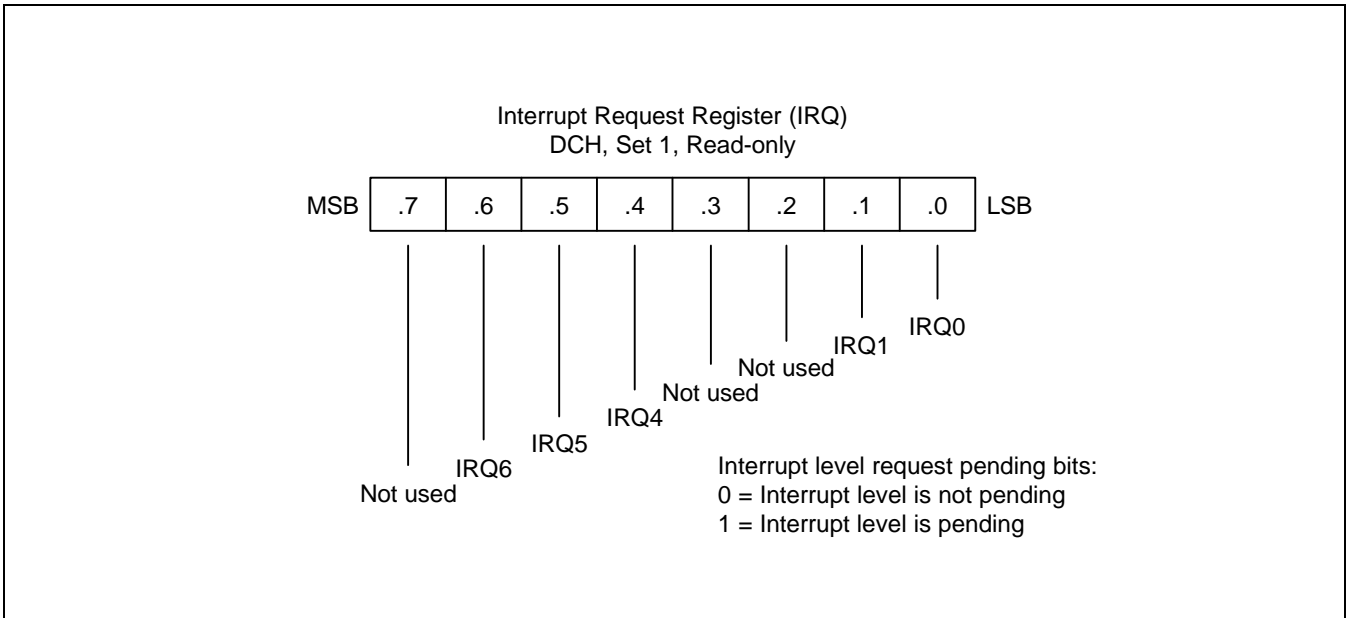 Interrupt Request Register (IRQ)
DCH, Set 1, Read-only
MSB .7 .6 .5 .4 .3 .2 .1 .0 LSB
IRQ0
IRQ1
Not used
Not used
IRQ4
IRQ5
IRQ6
Not used
Interrupt level request pending bits:
0 = Interrupt level is not pending
1 = Interrupt level is pending